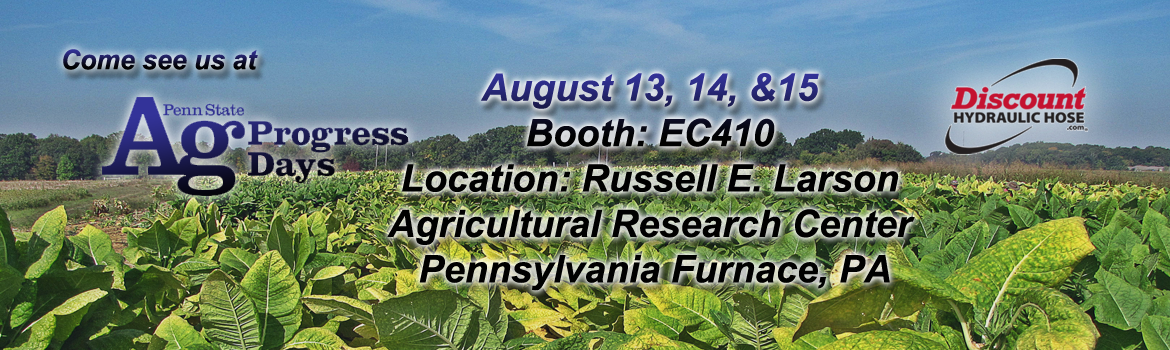 Come see us at
Penn State
Ag Progress
Days
August 13, 14, &15
Booth: EC410
Location: Russell E. Larson
Agricultural Research Center
Pennsylvania Furnace, PA
Discount
HYDRAULIC HOSE
.com